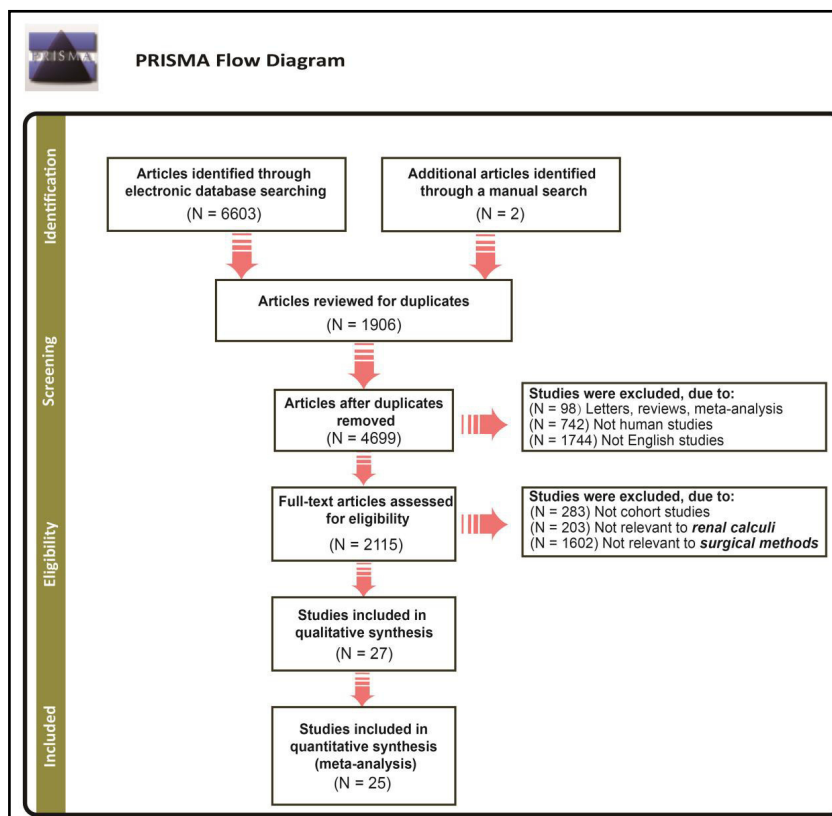 PRISMA
PRISMA Flow Diagram
Identification
Articles identified through
electronic database searching
(N = 6603)
Additional articles identified
through a manual search
(N = 2)
Articles reviewed for duplicates
(N = 1906)
Screening
Articles after duplicates
removed
(N = 4699)
Studies were excluded, due to:
(N = 98) Letters, reviews, meta-analysis
(N = 742) Not human studies
(N = 1744) Not English studies
Eligibility
Full-text articles assessed
for eligibility
(N = 2115)
Studies were excluded, due to:
(N = 283) Not cohort studies
(N = 203) Not relevant to renal calculi
(N = 1602) Not relevant to surgical methods
Studies included in
qualitative synthesis
(N = 27)
Included
Studies included in
quantitative synthesis
(meta-analysis)
(N = 25)